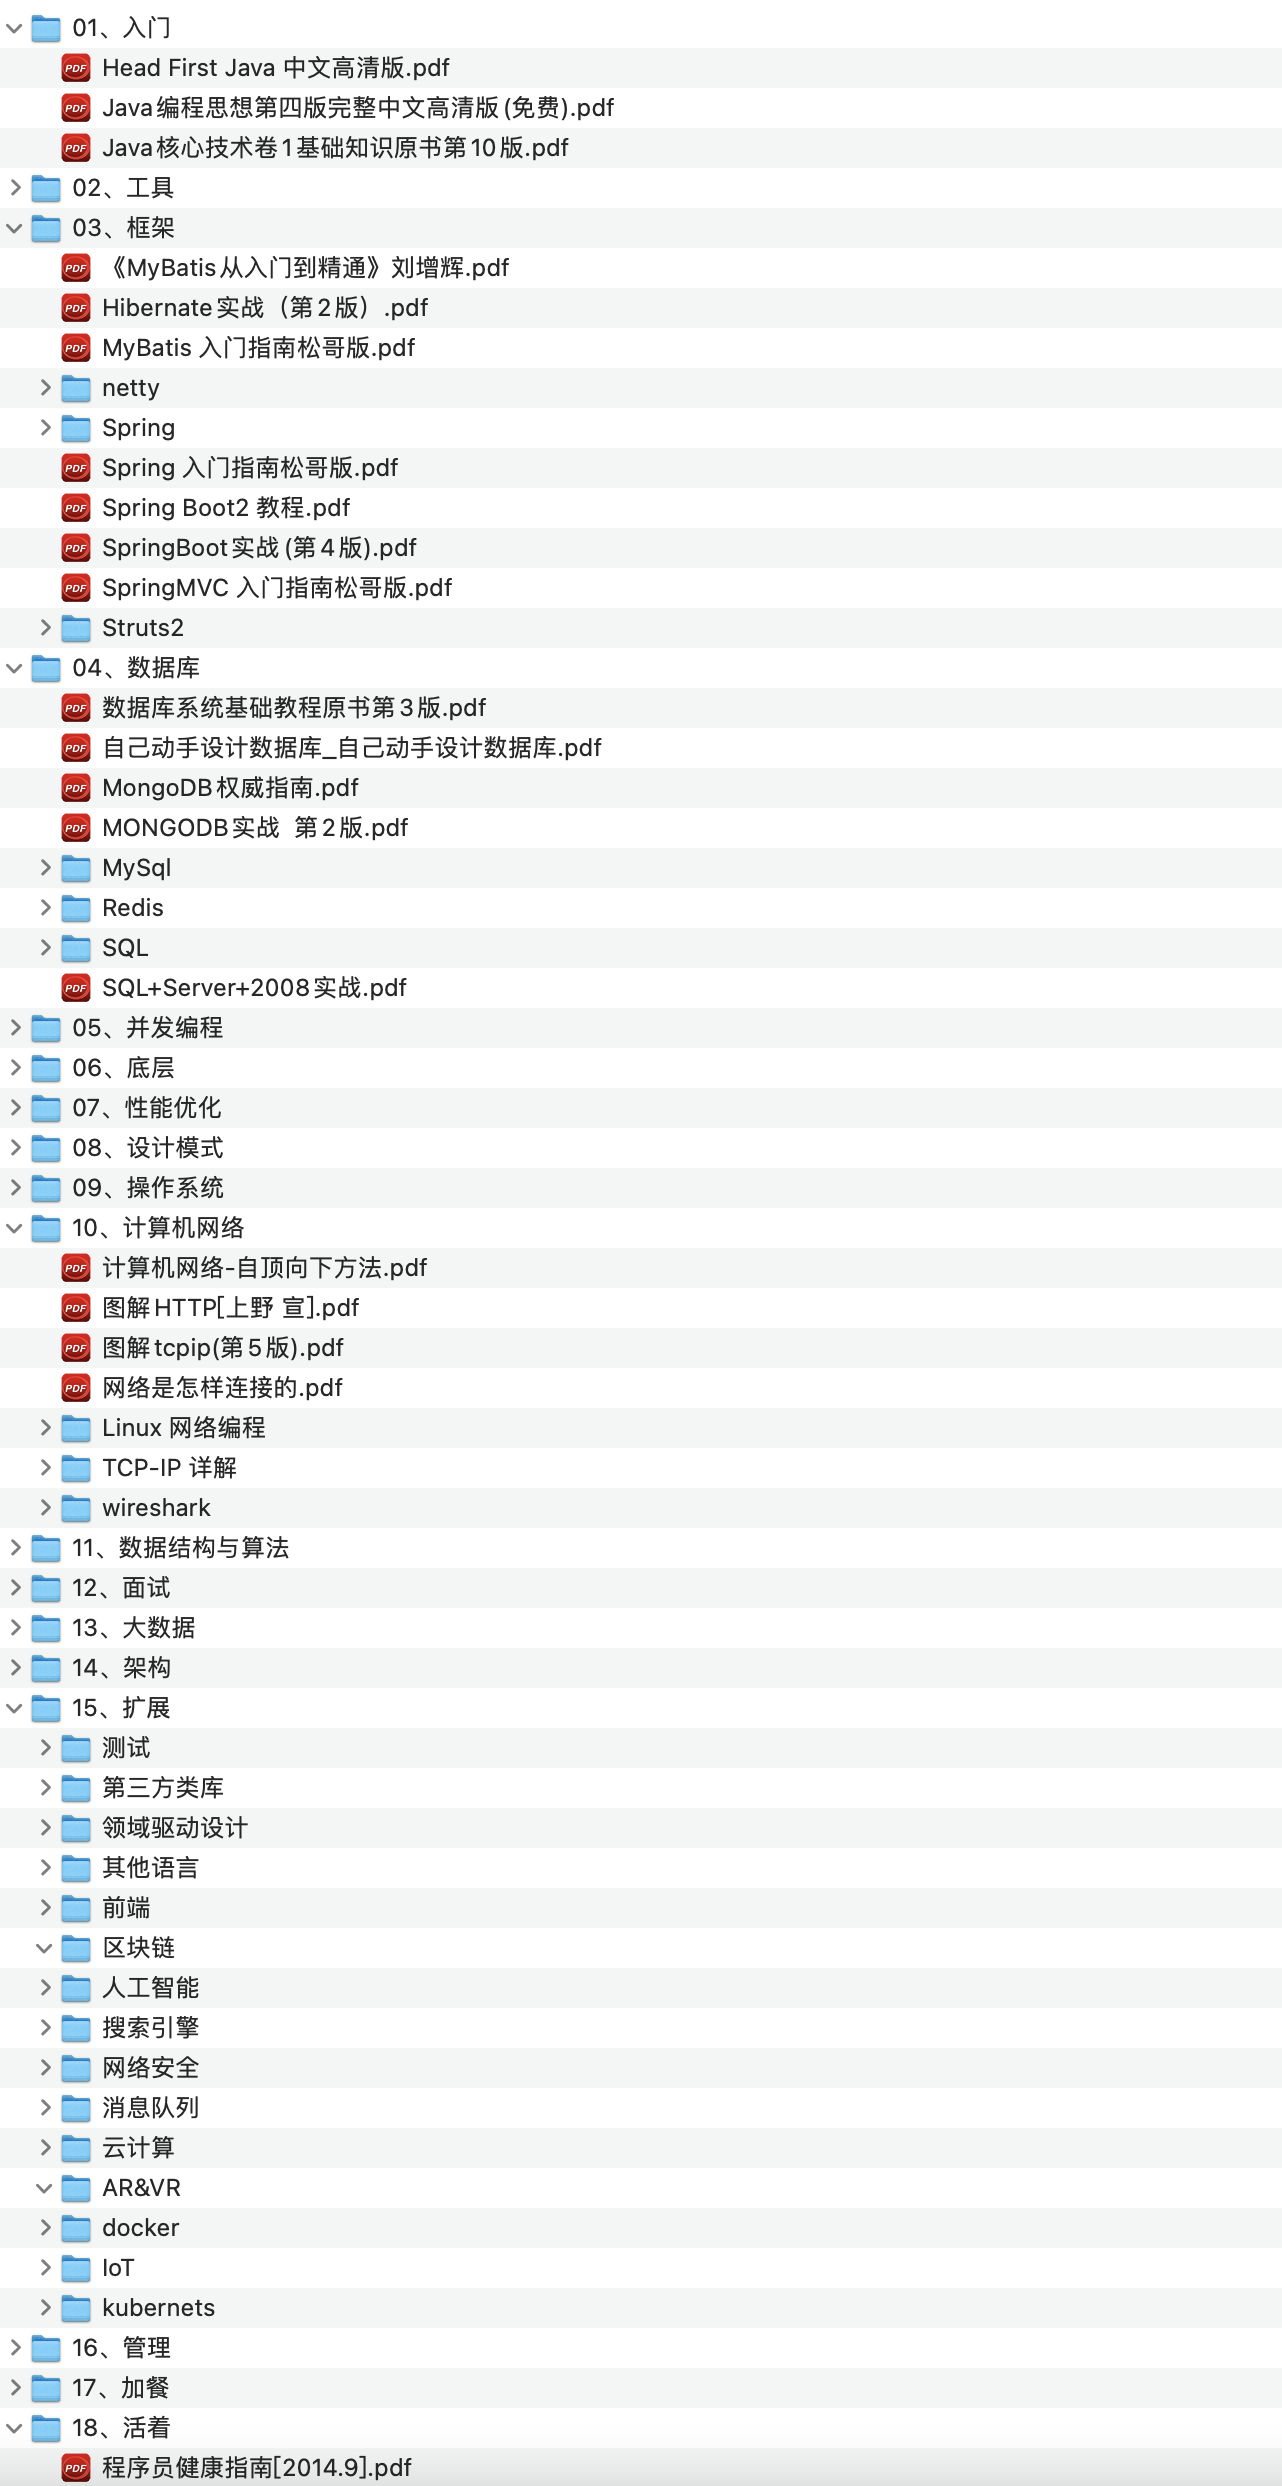 01、入门
Head First Java 中文高清版.pdf
Java编程思想第四版完整中文高清版(免费).pdf
Java核心技术卷1基础知识原书第10版.pdf
02、工具
03、框架
《MyBatis从入门到精通》刘增辉.pdf
Hibernate实战（第2版）.pdf
MyBatis 入门指南松哥版.pdf
netty
Spring
Spring 入门指南松哥版.pdf
Spring Boot2 教程.pdf
SpringBoot实战(第4版).pdf
SpringMVC 入门指南松哥版.pdf
Struts2
04、数据库
数据库系统基础教程原书第3版.pdf
自己动手设计数据库_自己动手设计数据库.pdf
MongoDB权威指南.pdf
MONGODB实战  第2版.pdf
MySql
Redis
SQL
SQL+Server+2008实战.pdf
05、并发编程
06、底层
07、性能优化
08、设计模式
09、操作系统
10、计算机网络
计算机网络-自顶向下方法.pdf
图解HTTP[上野 宣].pdf
图解tcpip(第5版).pdf
网络是怎样连接的.pdf
Linux 网络编程
TCP-IP 详解
wireshark
11、数据结构与算法
12、面试
13、大数据
14、架构
15、扩展
测试
第三方类库
领域驱动设计
其他语言
前端
区块链
人工智能
搜索引擎
网络安全
消息队列
云计算
AR&VR
docker
IoT
kubernets
16、管理
17、加餐
18、活着
程序员健康指南[2014.9].pdf